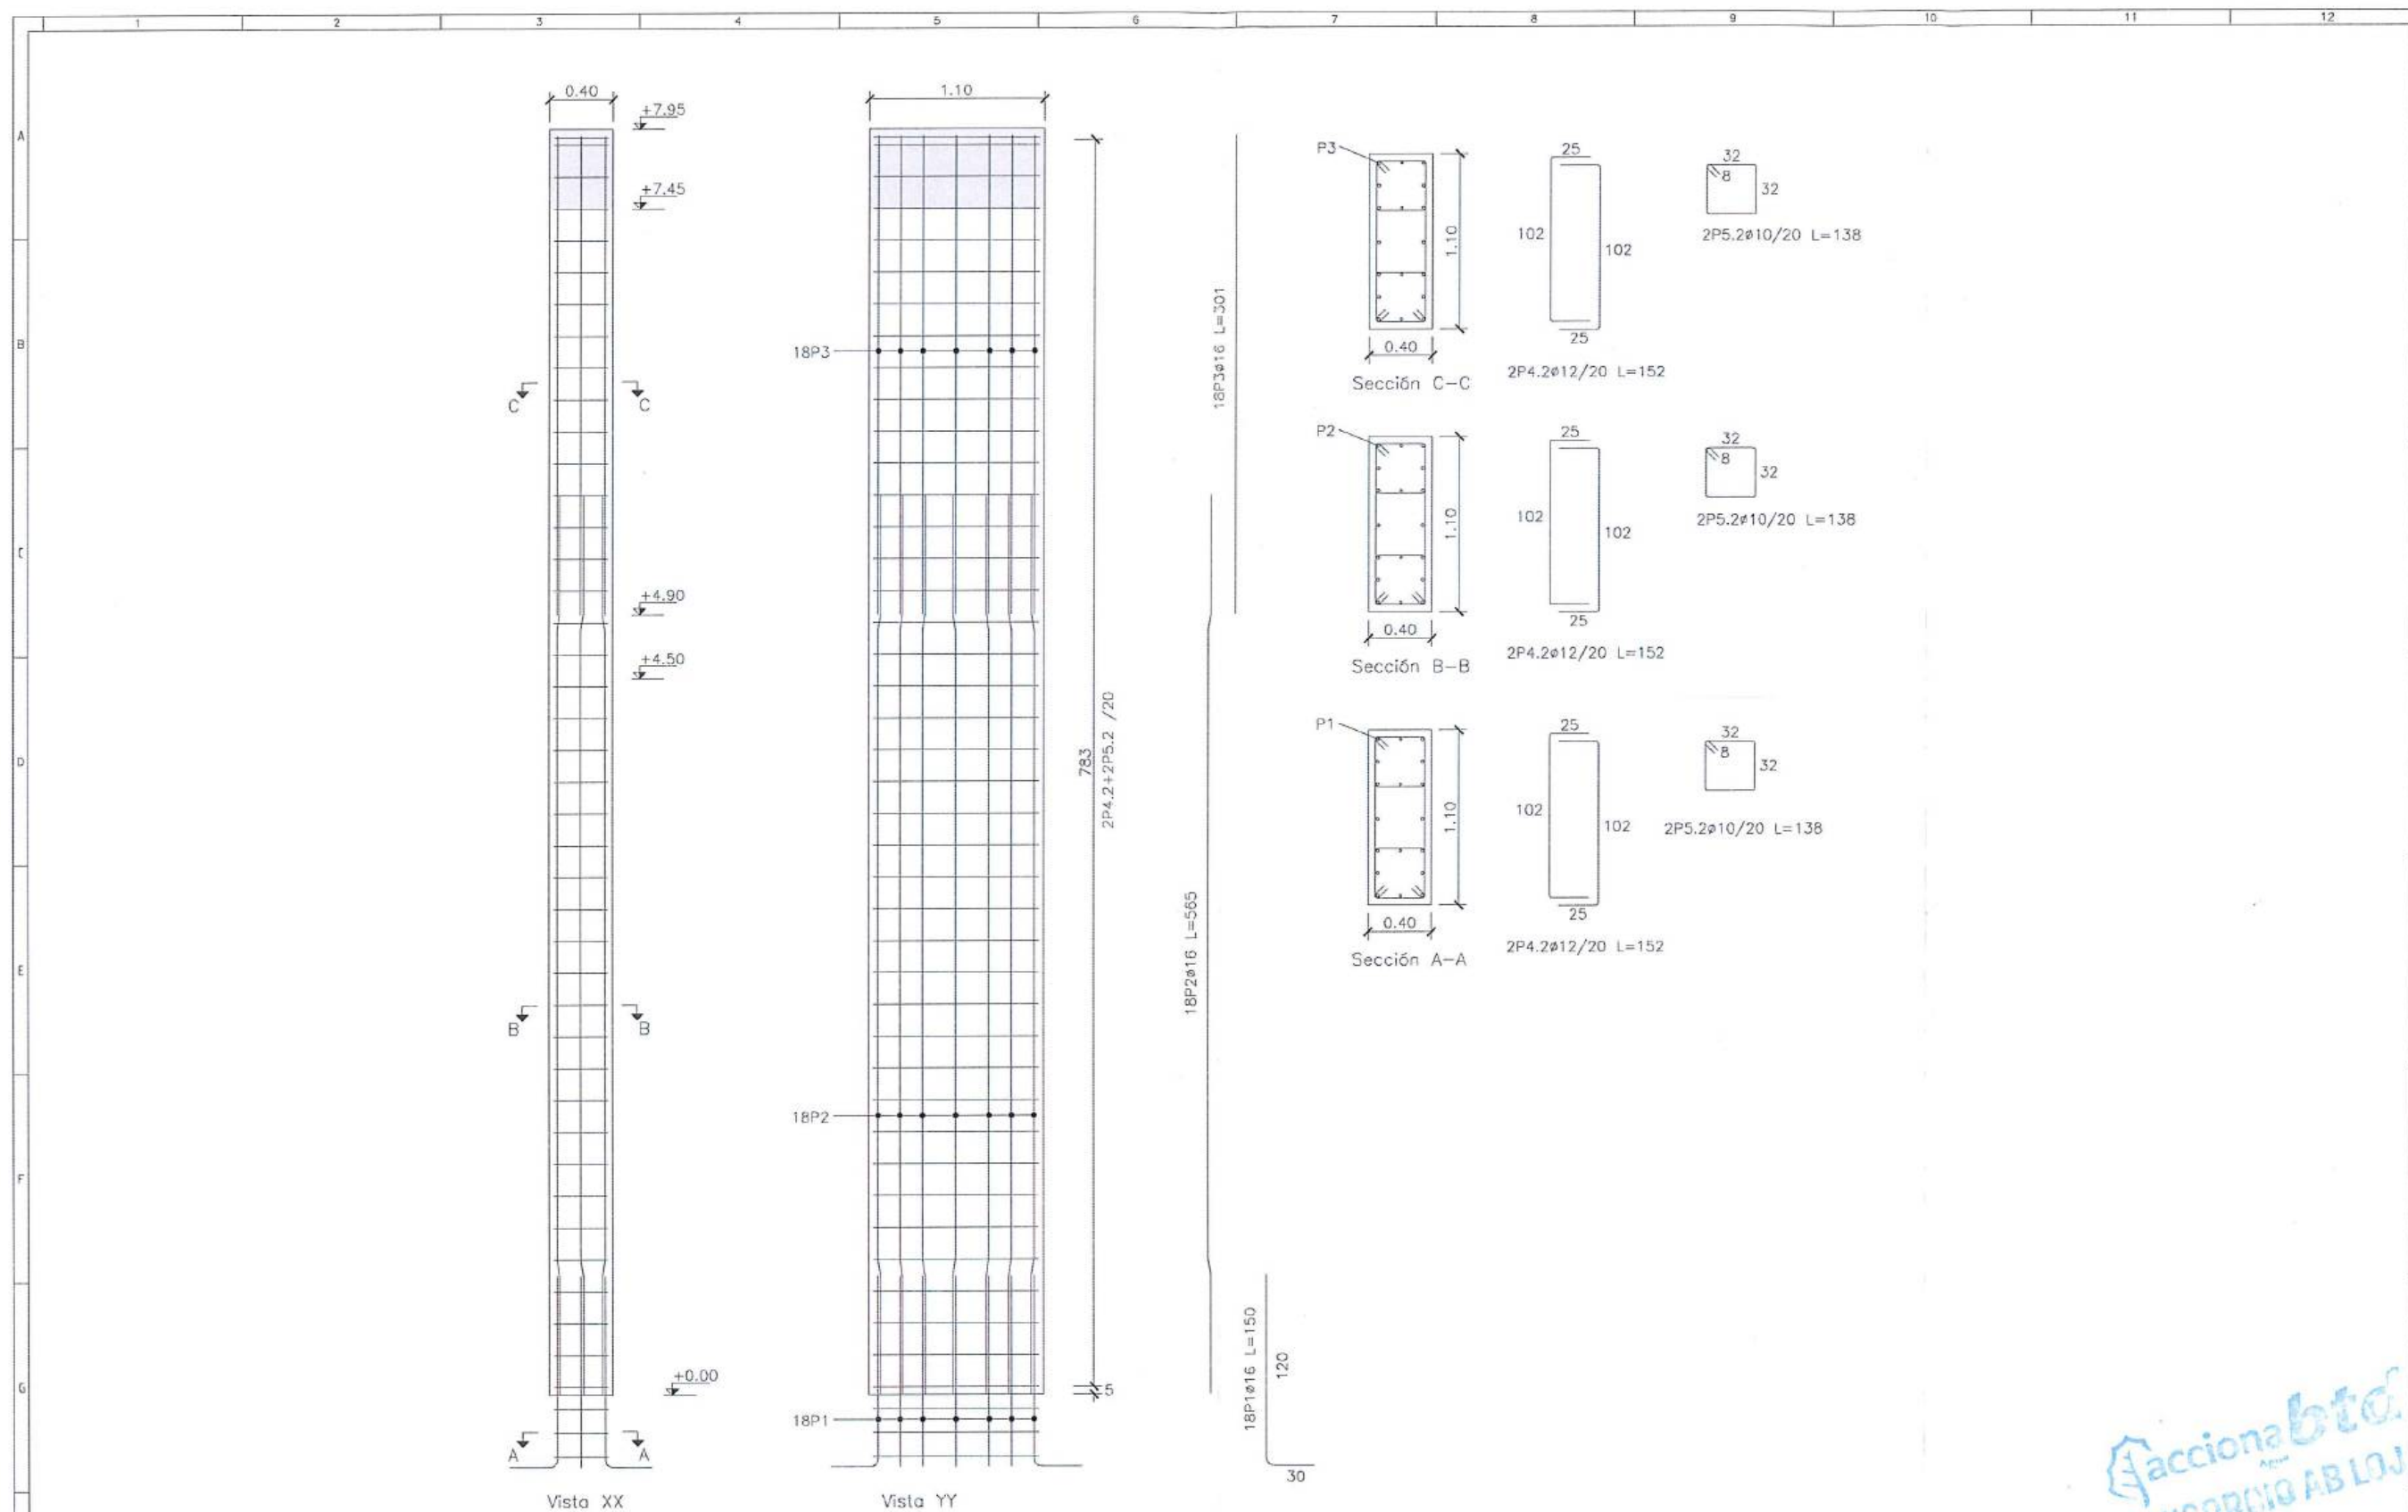 1 2 3 4 5 6 7 8 9 10 11 12
A
B
C
D
E
F
G
0.40
+7.95
+7.45
C C
+4.90
+4.50
B B
+0.00
A A
Vista XX
1.10
18P3
18P2
18P1
783
2P4.2+2P5.2 /20
5
Vista YY
18P3ø16 L=301
18P2ø16 L=565
18P1ø16 L=150
120
30
P3
1.10
0.40
Sección C-C
25
102
102
25
2P4.2ø12/20 L=152
32
8
32
2P5.2ø10/20 L=138
P2
1.10
0.40
Sección B-B
25
102
102
25
2P4.2ø12/20 L=152
32
8
32
2P5.2ø10/20 L=138
P1
1.10
0.40
Sección A-A
25
102
102
25
2P4.2ø12/20 L=152
32
8
32
2P5.2ø10/20 L=138
acciona btd
AB LOJ